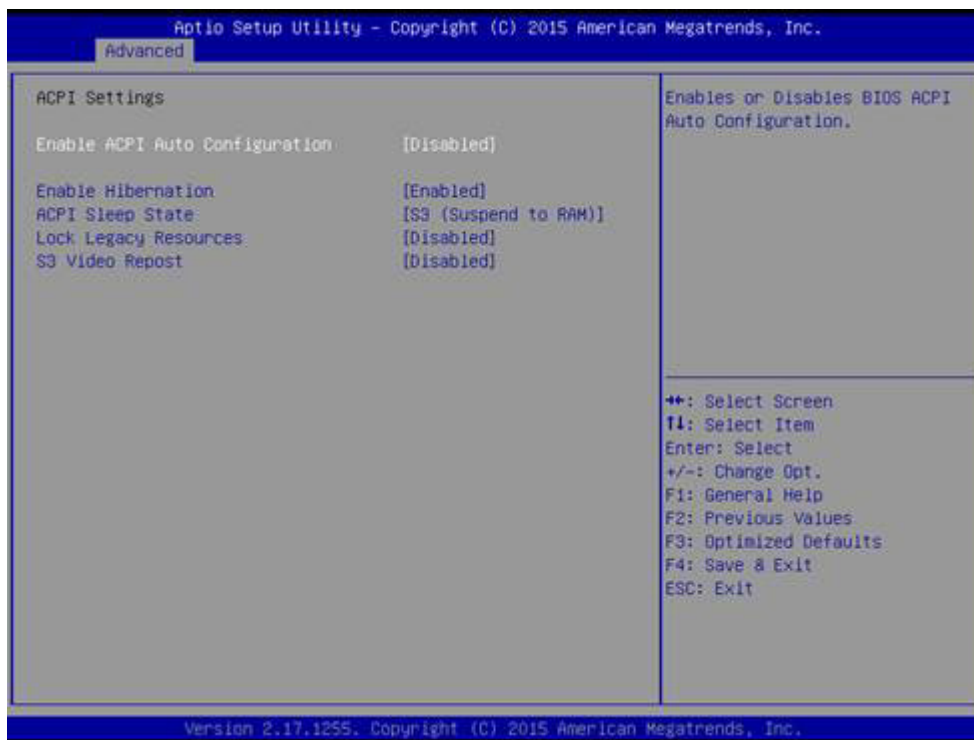 Aptio Setup Utility – Copyright (C) 2015 American Megatrends, Inc.
Advanced
ACPI Settings
Enable ACPI Auto Configuration [Disabled]
Enable Hibernation [Enabled]
ACPI Sleep State [S3 (Suspend to RAM)]
Lock Legacy Resources [Disabled]
S3 Video Repost [Disabled]
Enables or Disables BIOS ACPI
Auto Configuration.
→←: Select Screen
↑↓: Select Item
Enter: Select
+/-: Change Opt.
F1: General Help
F2: Previous Values
F3: Optimized Defaults
F4: Save & Exit
ESC: Exit
Version 2.17.1255. Copyright (C) 2015 American Megatrends, Inc.